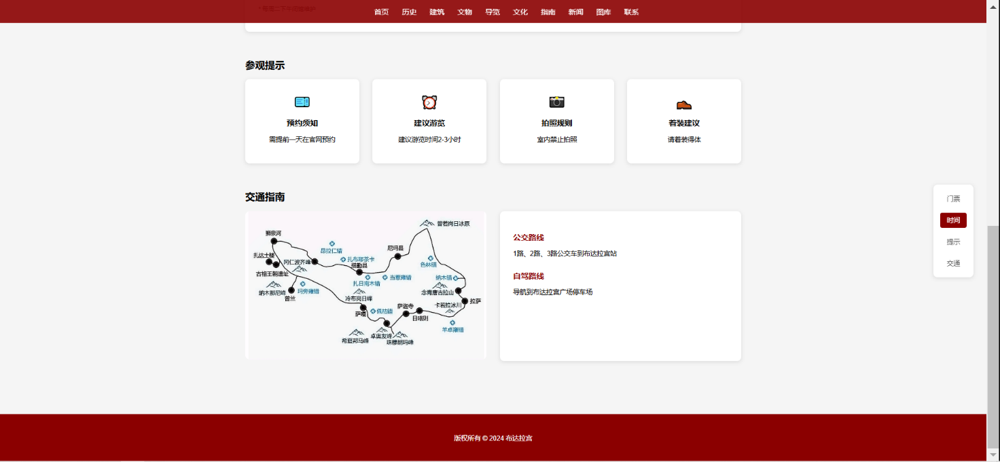 首页 历史 建筑 文物 导览 文化 指南 新闻 图库 联系
参观提示
预约须知
需提前一天在官网预约
建议游览
建议游览时间2-3小时
拍照规则
室内禁止拍照
着装建议
请着装得体
交通指南
普若岗日冰原
狮泉河
昂拉仁错
尼玛县
扎达土楼
冈仁波齐峰
扎布耶茶卡
措勤县
色林错
古格王朝遗址
当惹雍错
纳木错
扎日南木错
纳木那尼峰
玛旁雍错
念青唐古拉山
普兰
冷布岗日峰
拉萨
萨迦寺
卡若拉冰川
萨嘎
佩枯错
日喀则
羊卓雍错
希夏邦马峰
卓奥友峰
珠穆朗玛峰
公交路线
1路、2路、3路公交车到布达拉宫站
自驾路线
导航到布达拉宫广场停车场
门票
时间
提示
交通
版权所有 © 2024 布达拉宫